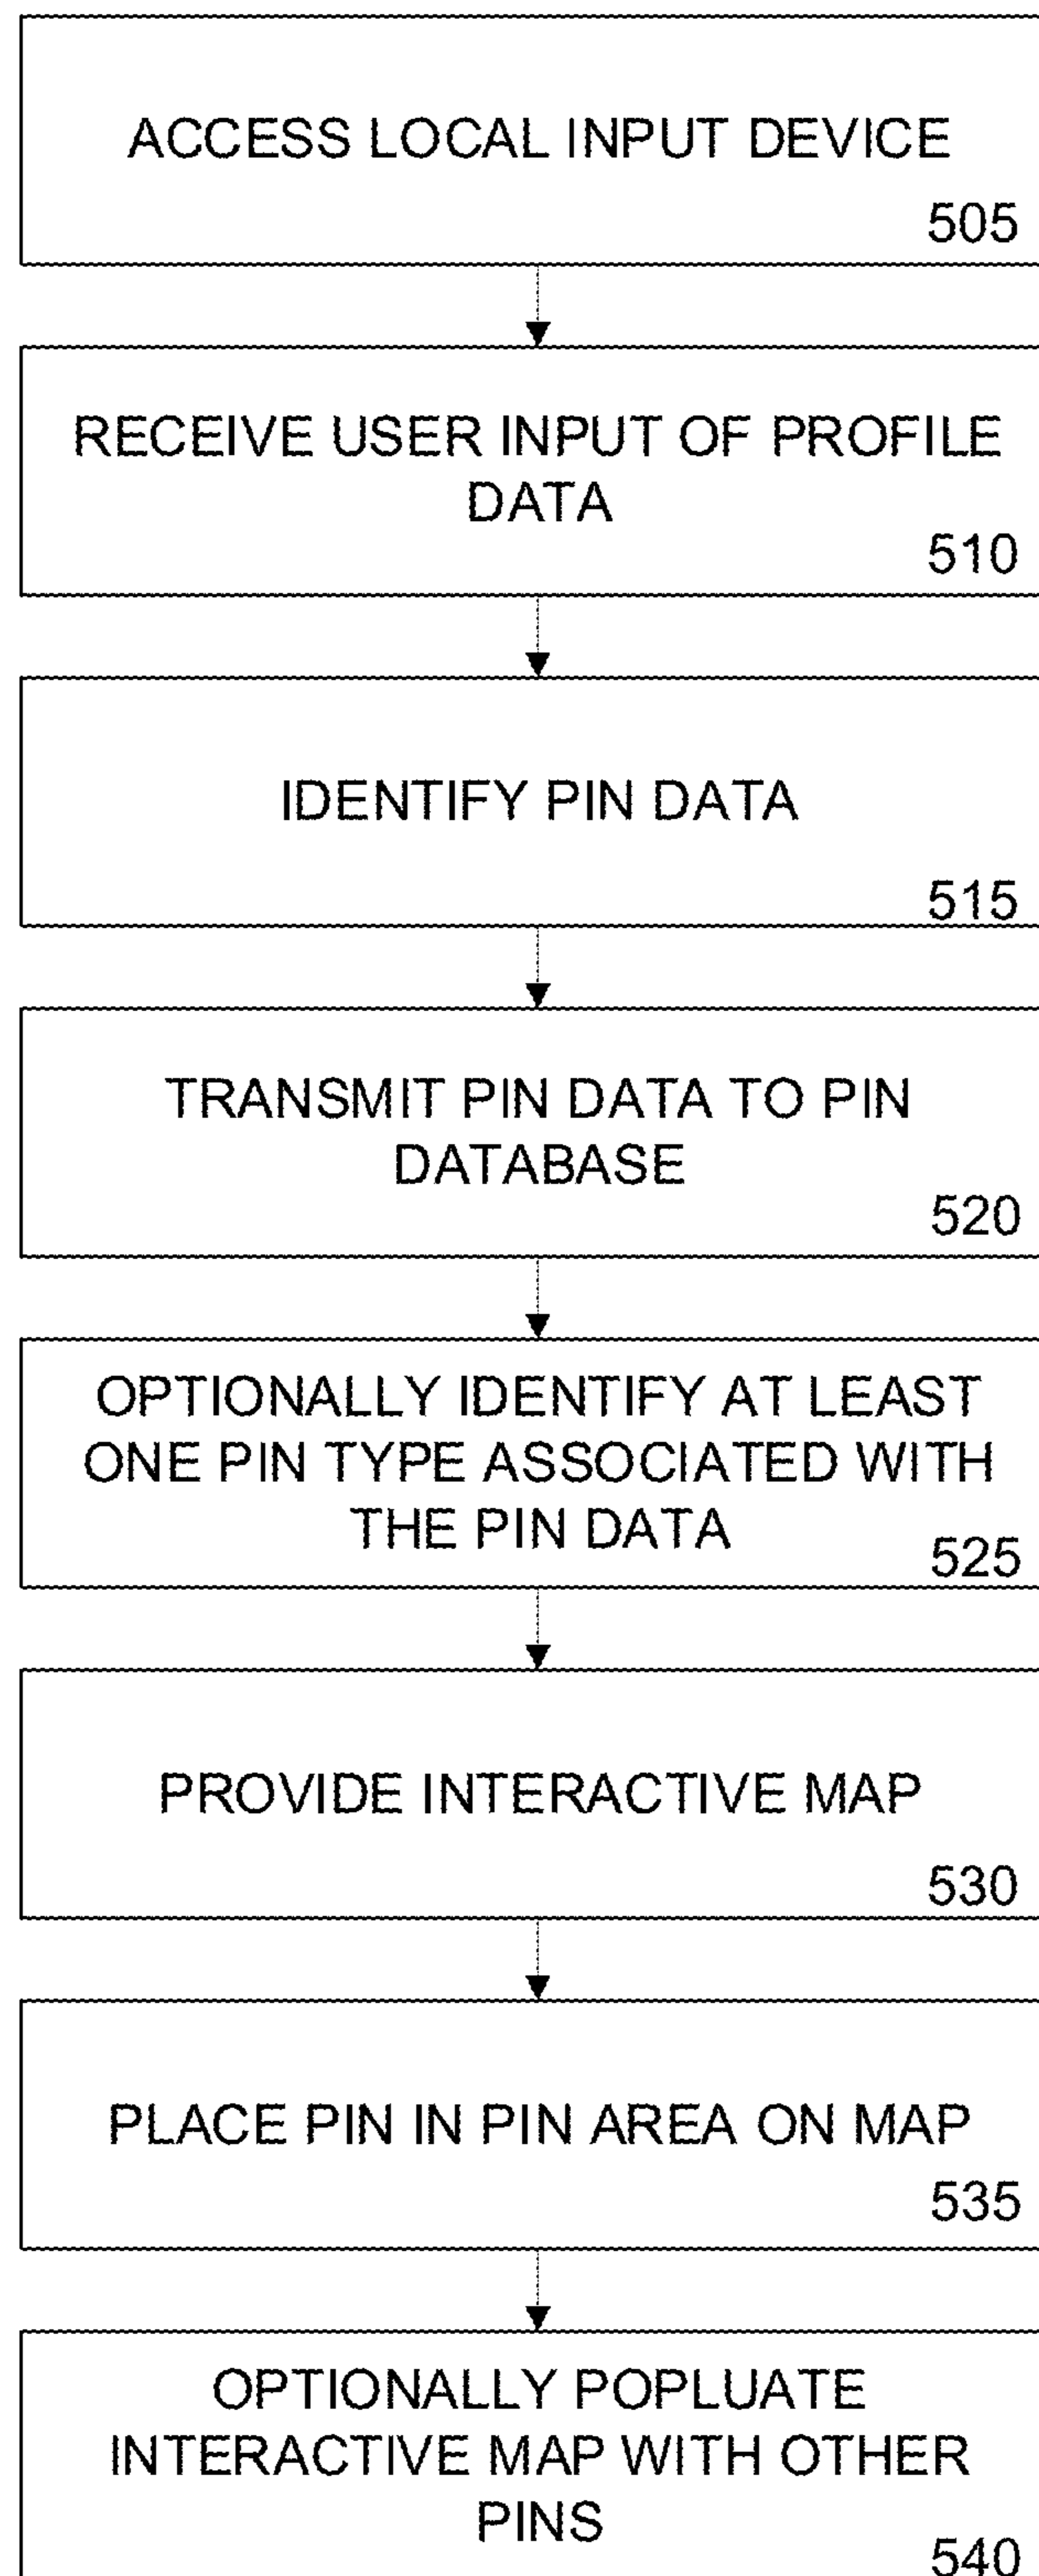 ACCESS LOCAL INPUT DEVICE
505
RECEIVE USER INPUT OF PROFILE
DATA
510
IDENTIFY PIN DATA
515
TRANSMIT PIN DATA TO PIN
DATABASE
520
OPTIONALLY IDENTIFY AT LEAST
ONE PIN TYPE ASSOCIATED WITH
THE PIN DATA
525
PROVIDE INTERACTIVE MAP
530
PLACE PIN IN PIN AREA ON MAP
535
OPTIONALLY POPLUATE
INTERACTIVE MAP WITH OTHER
PINS
540